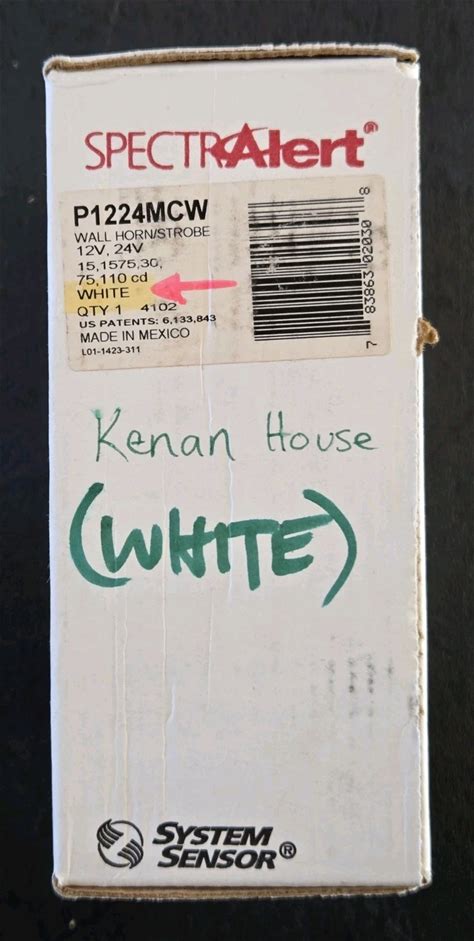 SPECTRAlert®
P1224MCW
WALL HORN/STROBE
12V, 24V
15,1575,30,
75,110 cd
WHITE
QTY 1 4102
US PATENTS: 6,133,843
MADE IN MEXICO
L01-1423-311
7 83863 02030 8
Kenan House
(WHITE)
SYSTEM
SENSOR®